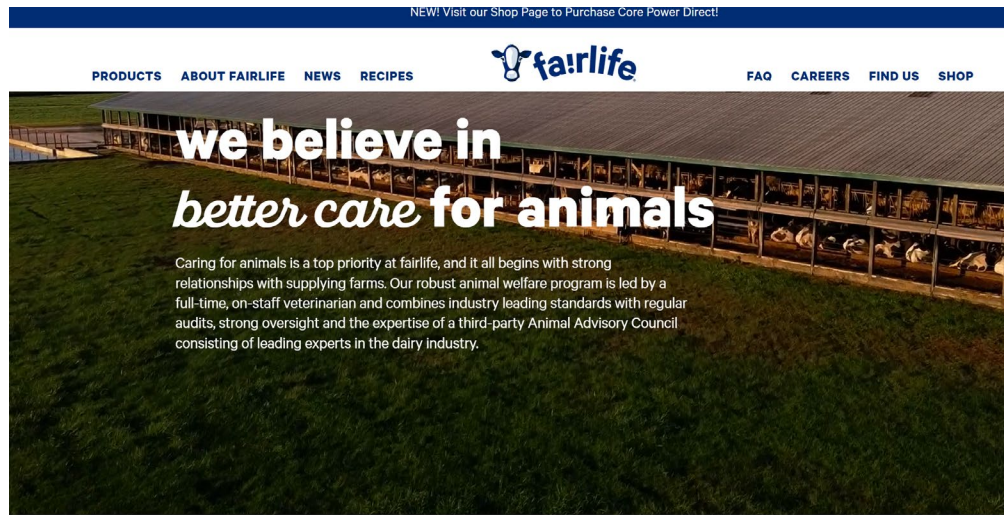 NEW! Visit our Shop Page to Purchase Core Power Direct!
PRODUCTS ABOUT FAIRLIFE NEWS RECIPES fa!rlife FAQ CAREERS FIND US SHOP
we believe in
better care for animals
Caring for animals is a top priority at fairlife, and it all begins with strong
relationships with supplying farms. Our robust animal welfare program is led by a
full-time, on-staff veterinarian and combines industry leading standards with regular
audits, strong oversight and the expertise of a third-party Animal Advisory Council
consisting of leading experts in the dairy industry.